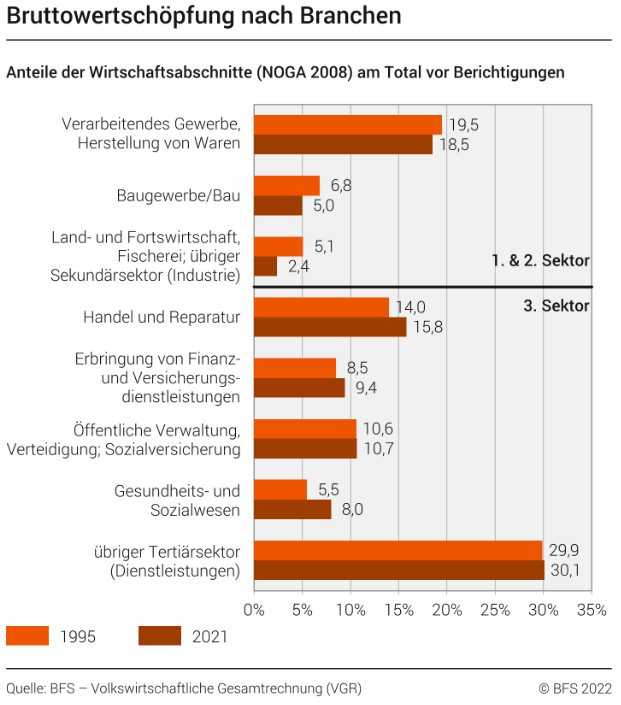 Bruttowertschöpfung nach Branchen
Anteile der Wirtschaftsabschnitte (NOGA 2008) am Total vor Berichtigungen
Verarbeitendes Gewerbe,
Herstellung von Waren
19,5
18,5
Baugewerbe/Bau
6,8
5,0
Land- und Fortswirtschaft,
Fischerei; übriger
Sekundärsektor (Industrie)
5,1
2,4
1. & 2. Sektor
3. Sektor
Handel und Reparatur
14,0
15,8
Erbringung von Finanz-
und Versicherungs-
dienstleistungen
8,5
9,4
Öffentliche Verwaltung,
Verteidigung; Sozialversicherung
10,6
10,7
Gesundheits- und
Sozialwesen
5,5
8,0
übriger Tertiärsektor
(Dienstleistungen)
29,9
30,1
0% 5% 10% 15% 20% 25% 30% 35%
1995 2021
Quelle: BFS – Volkswirtschaftliche Gesamtrechnung (VGR) © BFS 2022